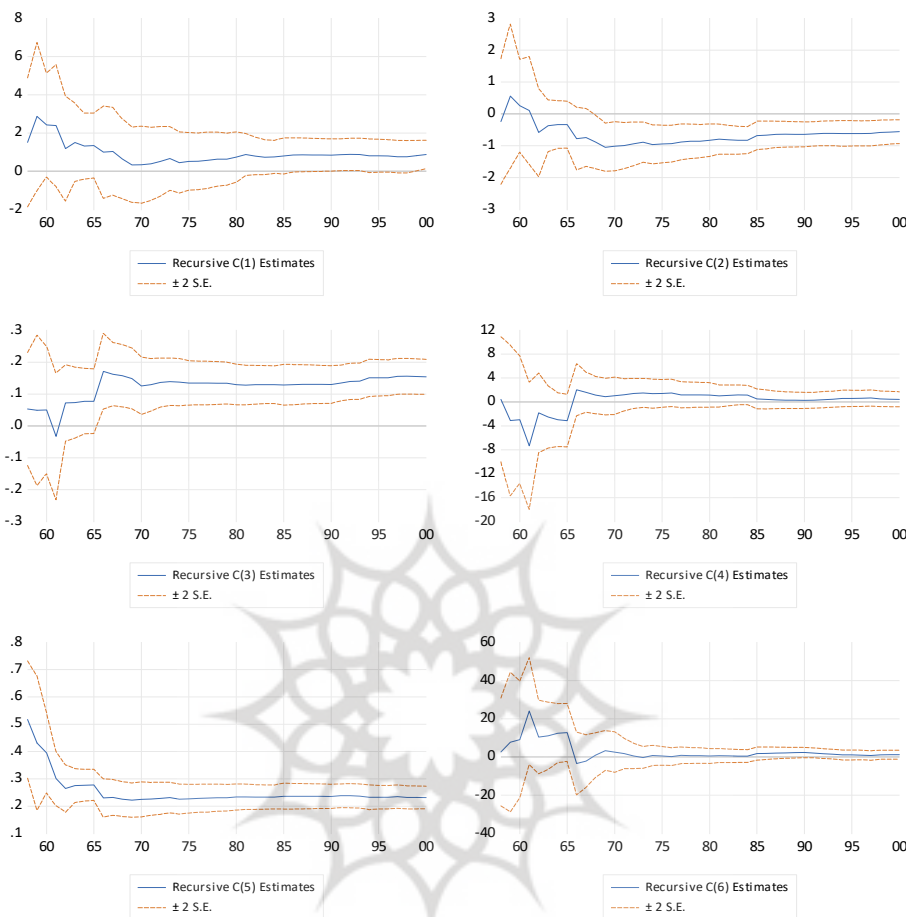 8
6
4
2
0
-2
60 65 70 75 80 85 90 95 00
Recursive C(1) Estimates
± 2 S.E.
3
2
1
0
-1
-2
-3
60 65 70 75 80 85 90 95 00
Recursive C(2) Estimates
± 2 S.E.
.3
.2
.1
.0
-.1
-.2
-.3
60 65 70 75 80 85 90 95 00
Recursive C(3) Estimates
± 2 S.E.
12
8
4
0
-4
-8
-12
-16
-20
60 65 70 75 80 85 90 95 00
Recursive C(4) Estimates
± 2 S.E.
.8
.7
.6
.5
.4
.3
.2
.1
60 65 70 75 80 85 90 95 00
Recursive C(5) Estimates
± 2 S.E.
60
40
20
0
-20
-40
60 65 70 75 80 85 90 95 00
Recursive C(6) Estimates
± 2 S.E.